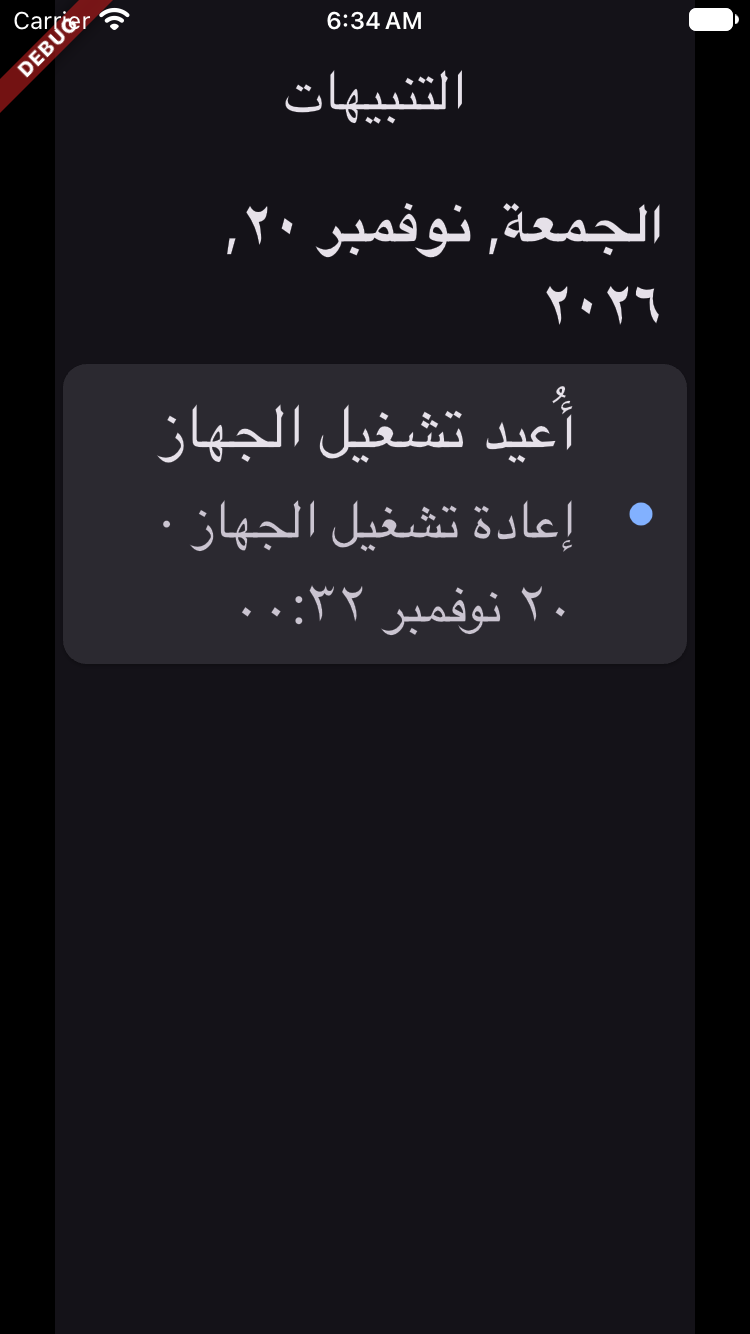 Carrier 6:34 AM
DEBUG
التنبيهات
الجمعة, نوفمبر ٢٠,
٢٠٢٦
أُعيد تشغيل الجهاز
إعادة تشغيل الجهاز ·
٢٠ نوفمبر ٠٠:٣٢